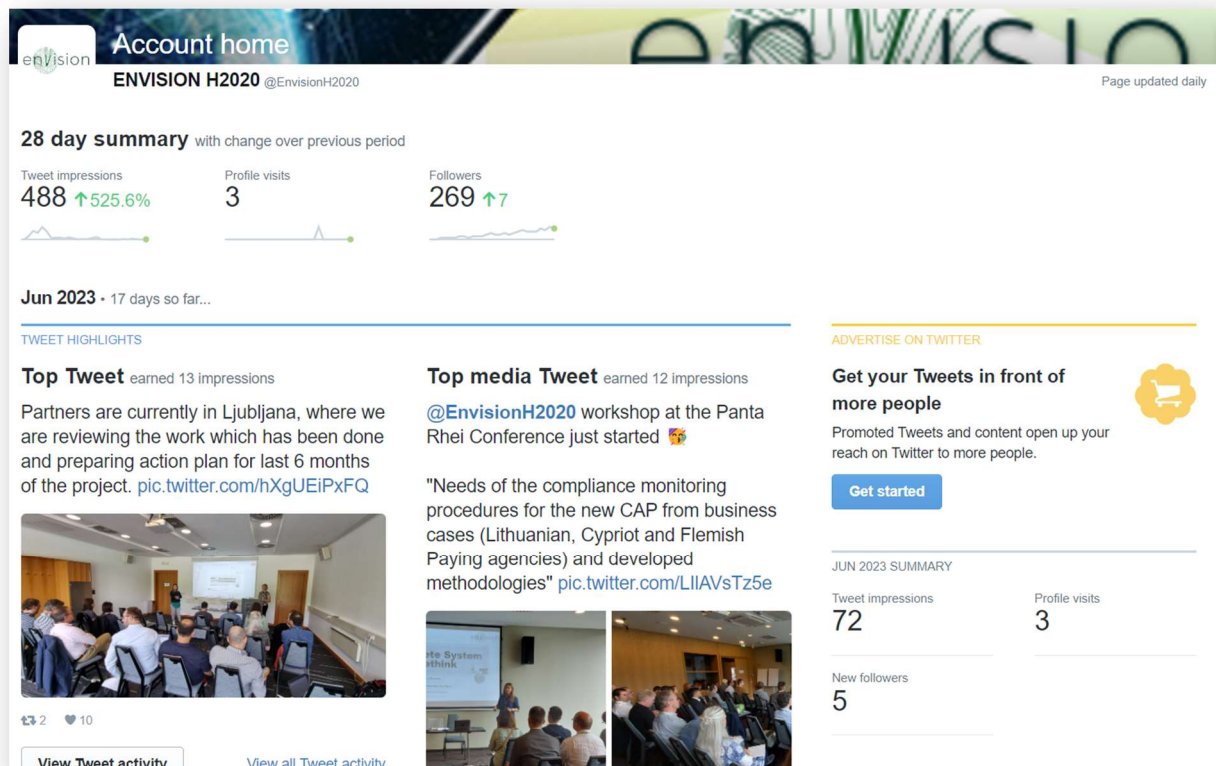 envision
Account home
envision
ENVISION H2020 @EnvisionH2020
Page updated daily
28 day summary with change over previous period
Tweet impressions
488 ↑525.6%
Profile visits
3
Followers
269 ↑7
Jun 2023 • 17 days so far...
TWEET HIGHLIGHTS
Top Tweet earned 13 impressions
Partners are currently in Ljubljana, where we
are reviewing the work which has been done
and preparing action plan for last 6 months
of the project. pic.twitter.com/hXgUEiPxFQ
2 10
View Tweet activity
View all Tweet activity
Top media Tweet earned 12 impressions
@EnvisionH2020 workshop at the Panta
Rhei Conference just started 🥳
"Needs of the compliance monitoring
procedures for the new CAP from business
cases (Lithuanian, Cypriot and Flemish
Paying agencies) and developed
methodologies" pic.twitter.com/LIlAVsTz5e
ete System
ethink
ADVERTISE ON TWITTER
Get your Tweets in front of
more people
Promoted Tweets and content open up your
reach on Twitter to more people.
Get started
JUN 2023 SUMMARY
Tweet impressions
72
Profile visits
3
New followers
5